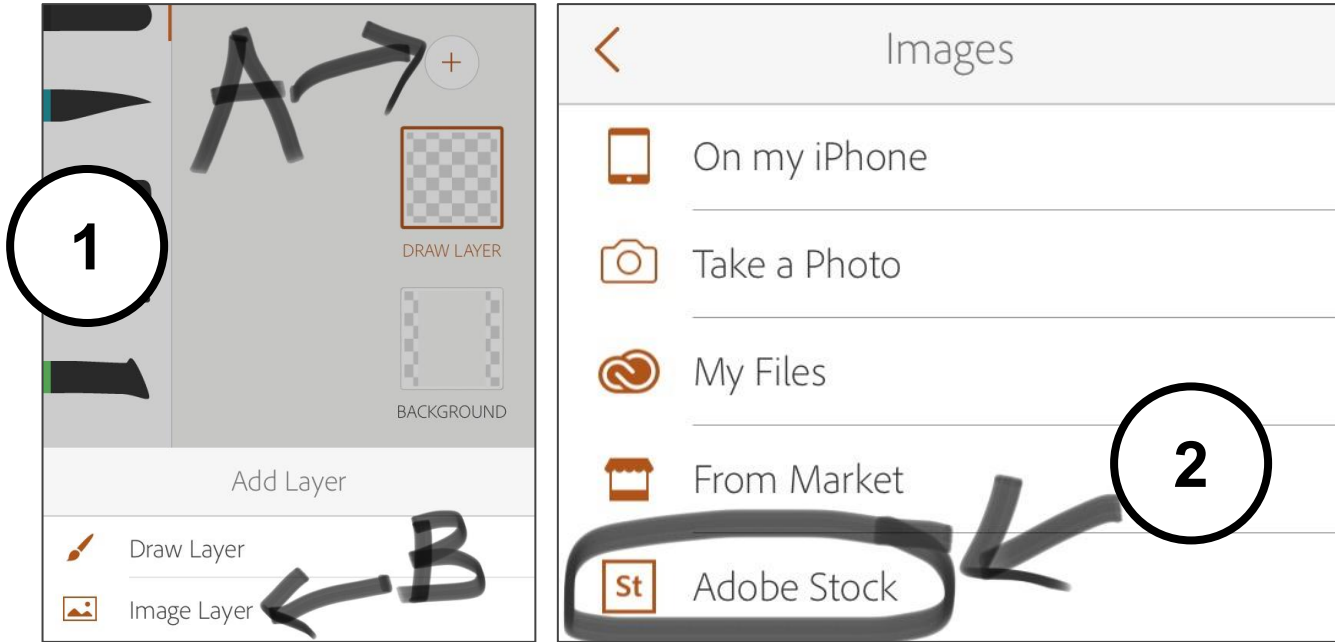 A
+
DRAW LAYER
1
BACKGROUND
Add Layer
Draw Layer
B
Image Layer
Images
On my iPhone
Take a Photo
My Files
From Market
2
St Adobe Stock